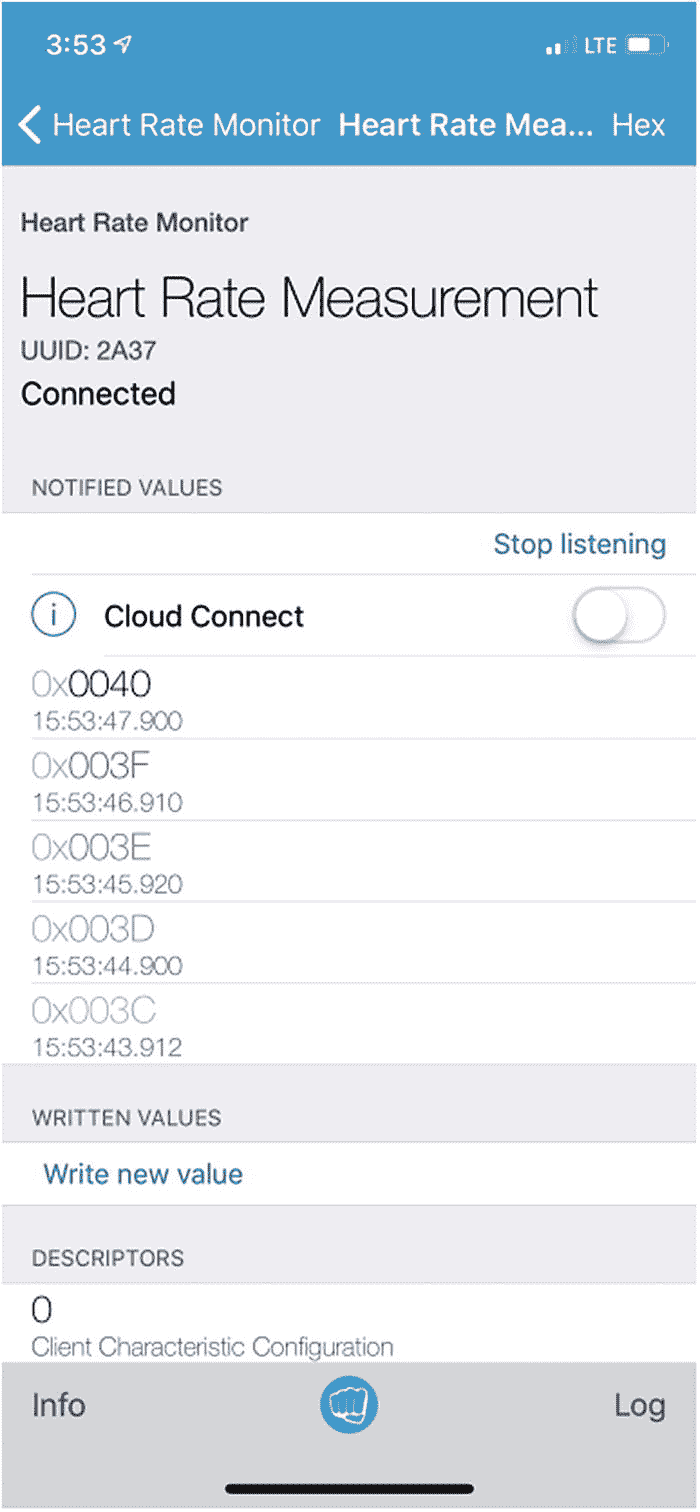 3:53 LTE
Heart Rate Monitor Heart Rate Mea... Hex
Heart Rate Monitor
Heart Rate Measurement
UUID: 2A37
Connected
NOTIFIED VALUES
Stop listening
i Cloud Connect
0x0040
15:53:47.900
0x003F
15:53:46.910
0x003E
15:53:45.920
0x003D
15:53:44.900
0x003C
15:53:43.912
WRITTEN VALUES
Write new value
DESCRIPTORS
0
Client Characteristic Configuration
Info Log